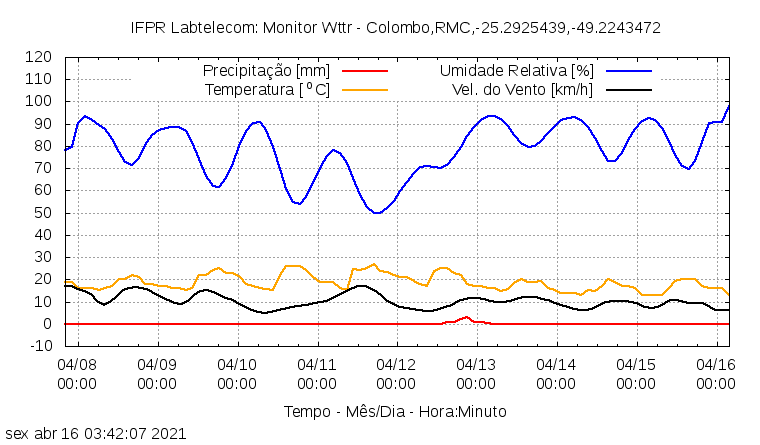 IFPR Labtelecom: Monitor Wttr - Colombo,RMC,-25.2925439,-49.2243472
120
110
100
90
80
70
60
50
40
30
20
10
0
-10
Precipitação [mm]
Temperatura [⁰C]
Umidade Relativa [%]
Vel. do Vento [km/h]
04/08 04/09 04/10 04/11 04/12 04/13 04/14 04/15 04/16
00:00 00:00 00:00 00:00 00:00 00:00 00:00 00:00 00:00
Tempo - Mês/Dia - Hora:Minuto
sex abr 16 03:42:07 2021